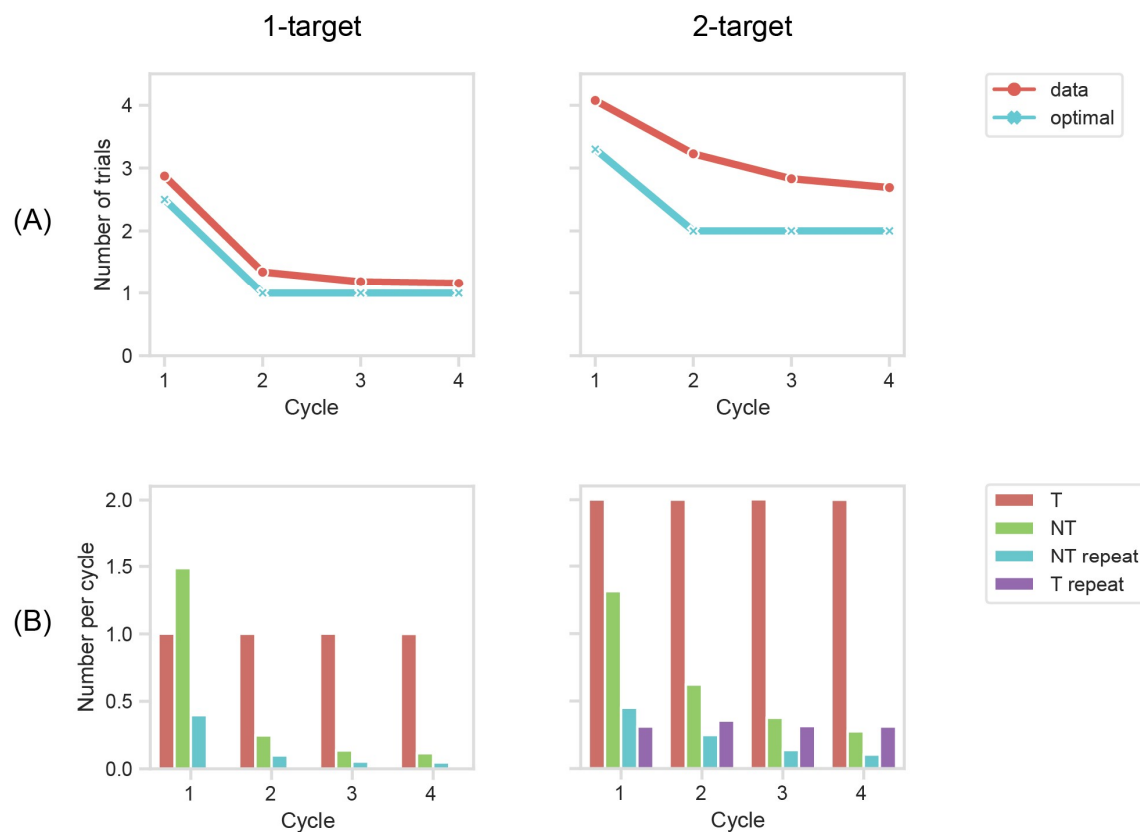 1-target
2-target
(A)
Number of trials
4
3
2
1
0
1 2 3 4
Cycle
1 2 3 4
Cycle
data
optimal
(B)
Number per cycle
2.0
1.5
1.0
0.5
0.0
1 2 3 4
Cycle
1 2 3 4
Cycle
T
NT
NT repeat
T repeat